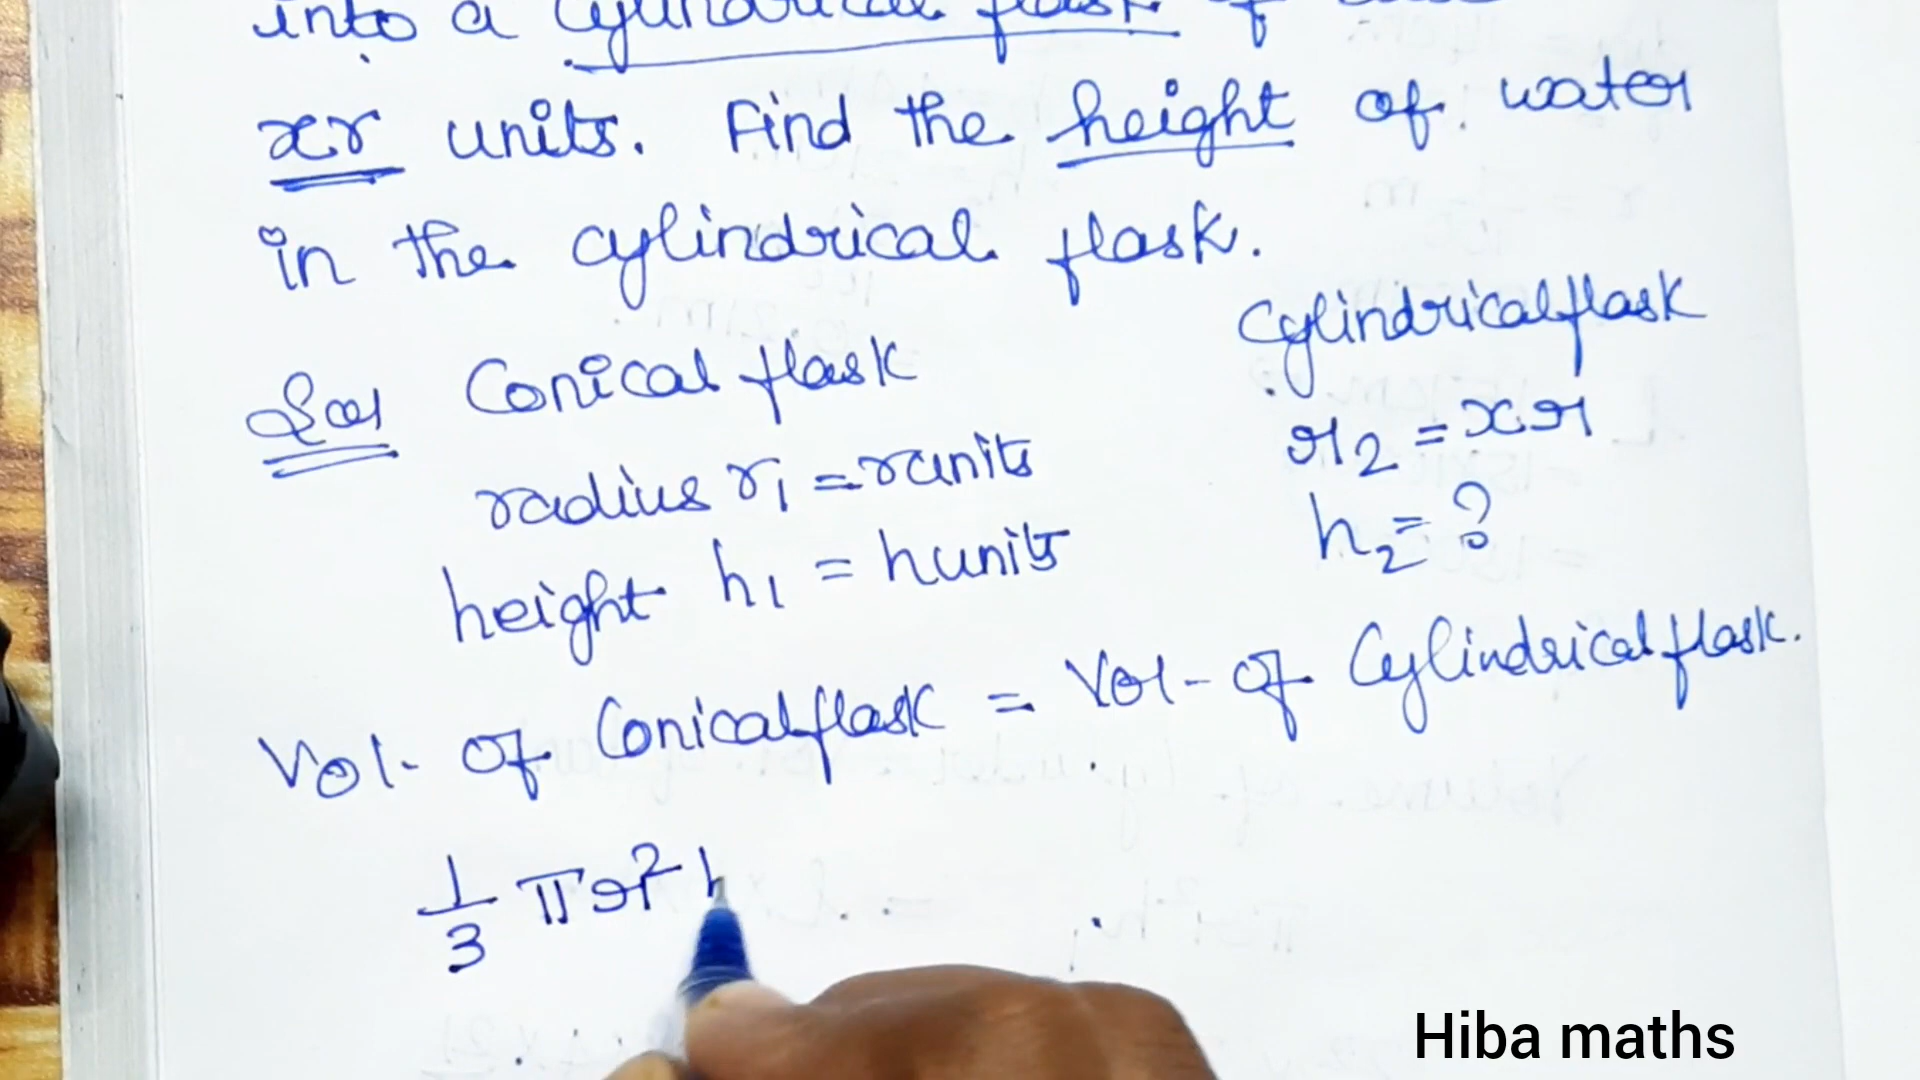 into a cylindrical flask of
xr units. Find the height of water
in the cylindrical flask.
Sol Conical flask
Cylindrical flask
radius r₁ = r units
r₂ = xr
height h₁ = h units
h₂ = ?
Vol. of Conical flask = Vol. of Cylindrical flask.
1/3 πr² h
Hiba maths